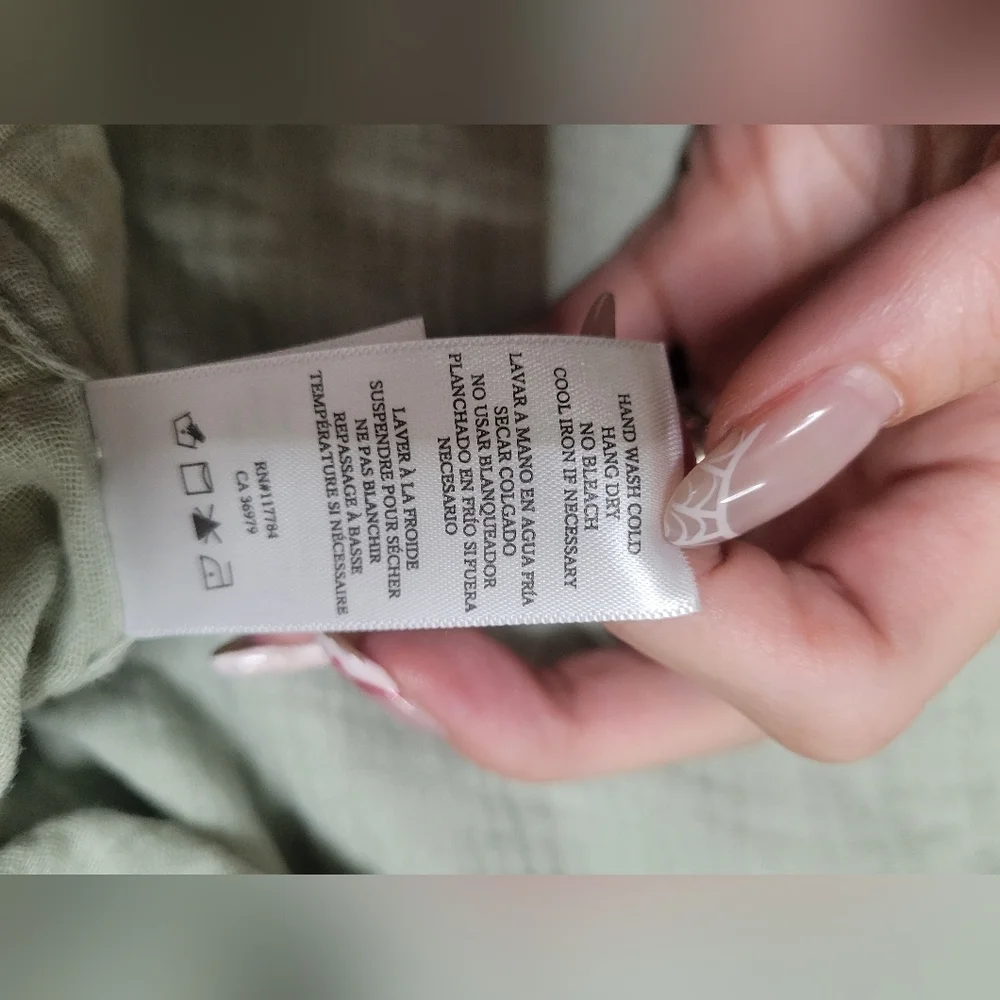 HAND WASH COLD
HANG DRY
NO BLEACH
COOL IRON IF NECESSARY
LAVAR A MANO EN AGUA FRÍA
SECAR COLGADO
NO USAR BLANQUEADOR
PLANCHADO EN FRÍO SI FUERA
NECESARIO
LAVER À LA FROIDE
SUSPENDRE POUR SÉCHER
NE PAS BLANCHIR
REPASSAGE À BASSE
TEMPÉRATURE SI NÉCESSAIRE
RN#117784
CA 36979